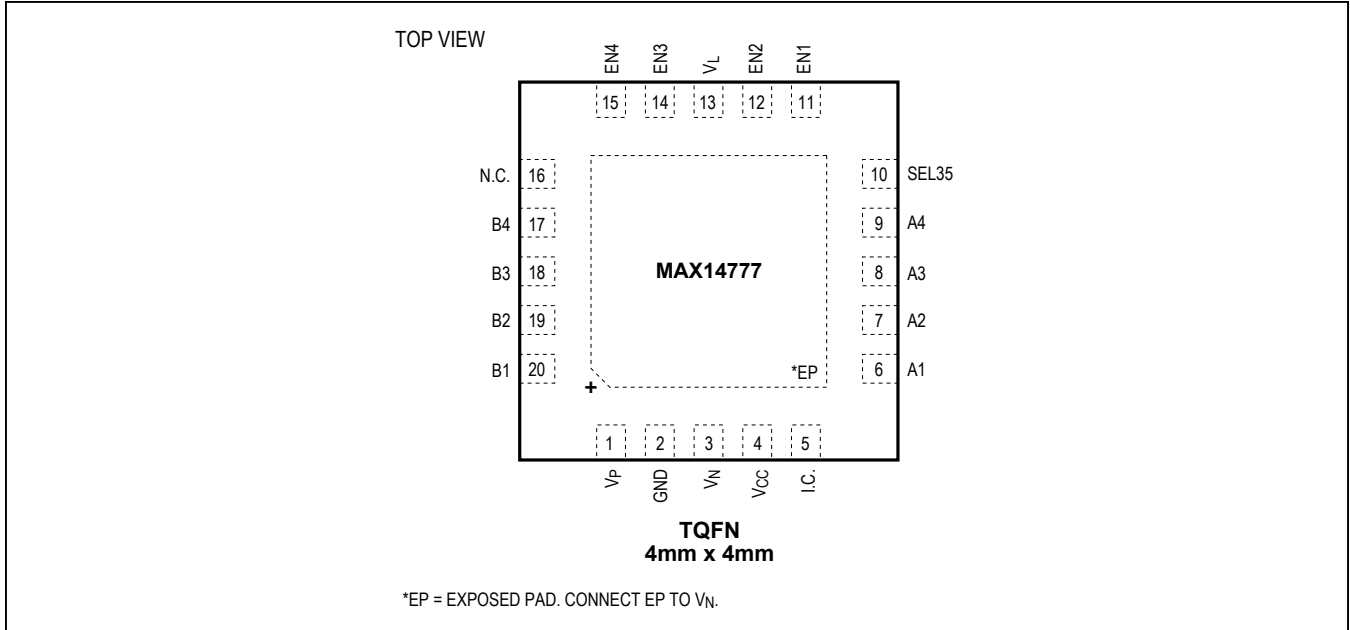 TOP VIEW
EN4 EN3 VL EN2 EN1
15 14 13 12 11
N.C. 16 10 SEL35
B4 17 9 A4
B3 18 MAX14777 8 A3
B2 19 7 A2
B1 20 *EP 6 A1
+
1 2 3 4 5
VP GND VN VCC I.C.
TQFN
4mm x 4mm
*EP = EXPOSED PAD. CONNECT EP TO VN.